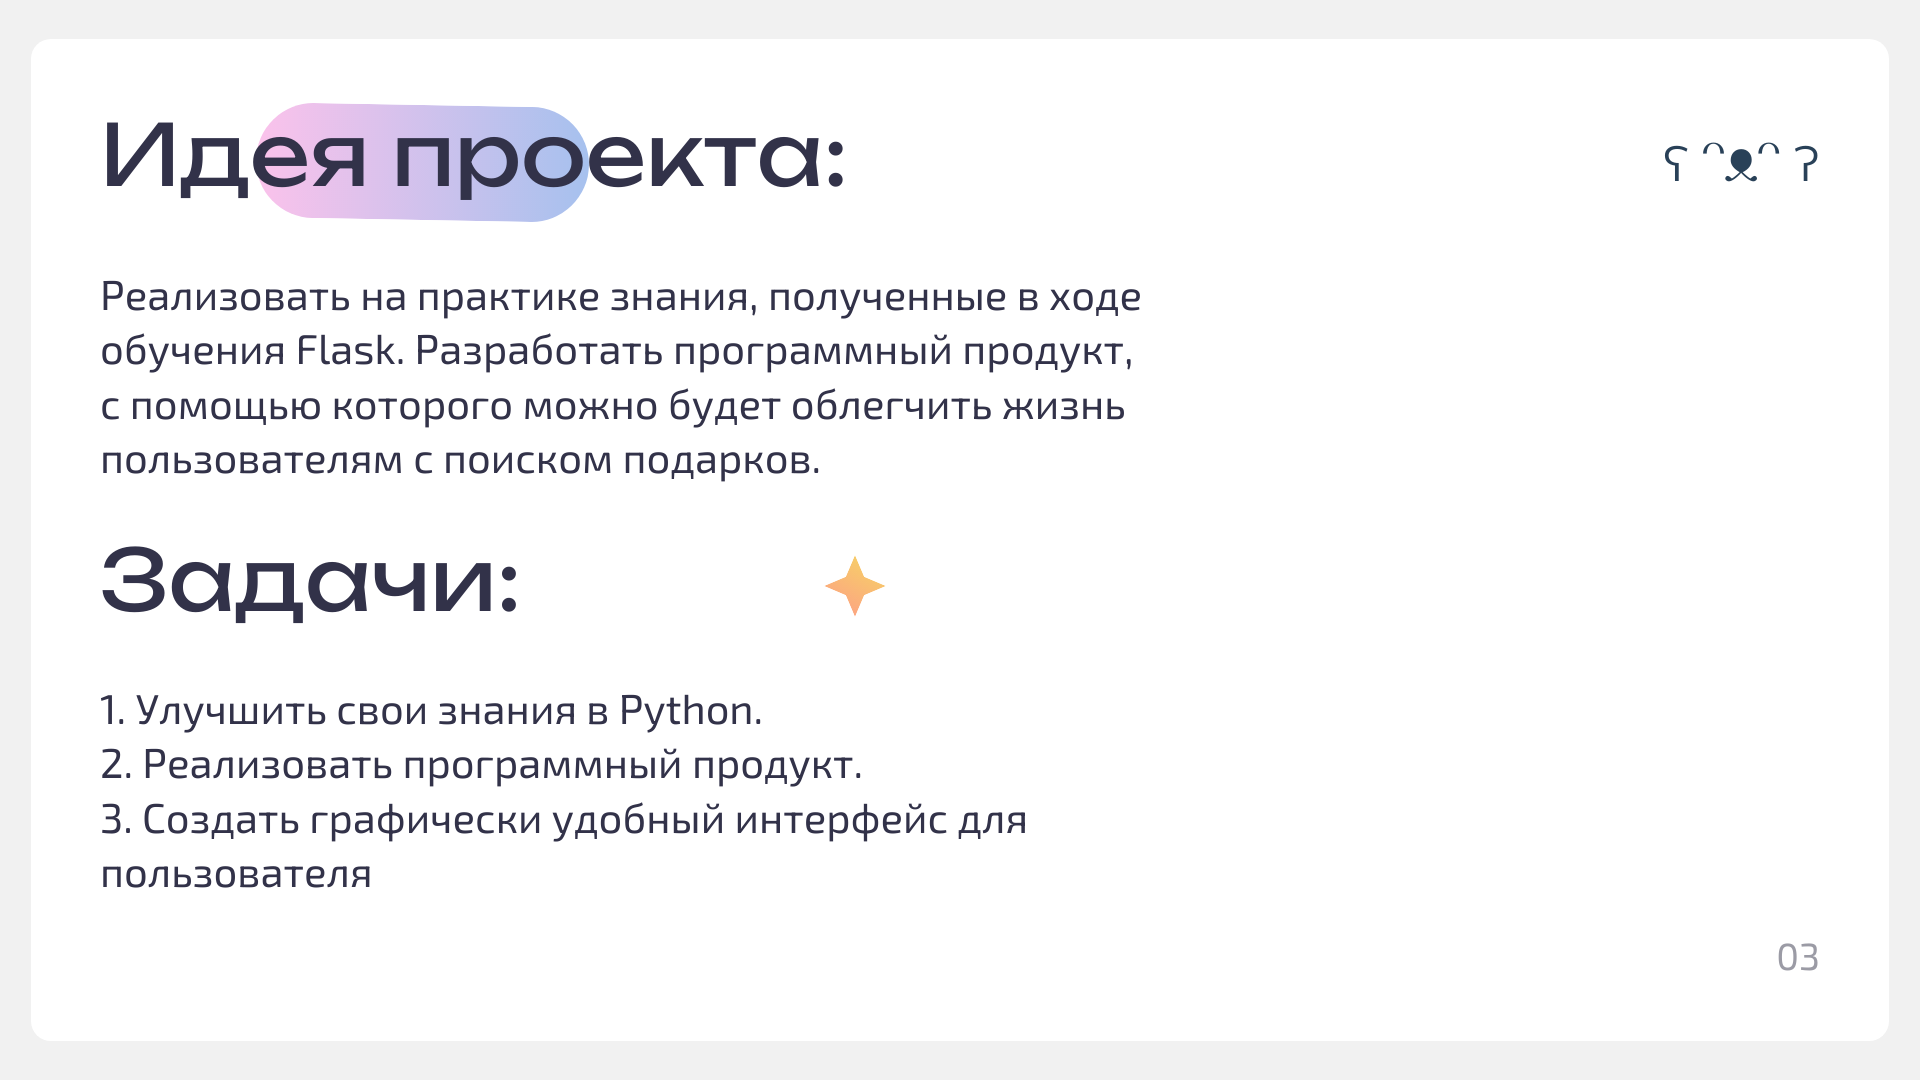 Идея проекта:
ʕ ᵔᴥᵔ ʔ
Реализовать на практике знания, полученные в ходе
обучения Flask. Разработать программный продукт,
с помощью которого можно будет облегчить жизнь
пользователям с поиском подарков.
Задачи:
1. Улучшить свои знания в Python.
2. Реализовать программный продукт.
3. Создать графически удобный интерфейс для
пользователя
03